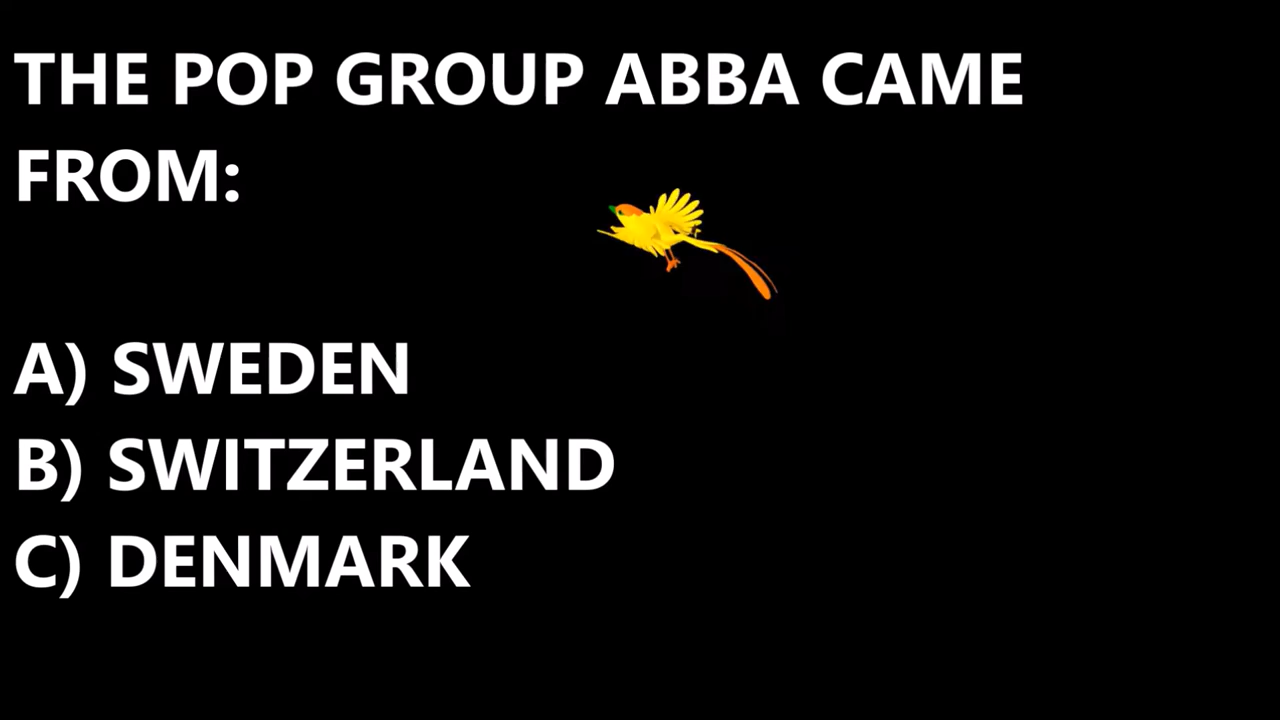 THE POP GROUP ABBA CAME
FROM:
A) SWEDEN
B) SWITZERLAND
C) DENMARK